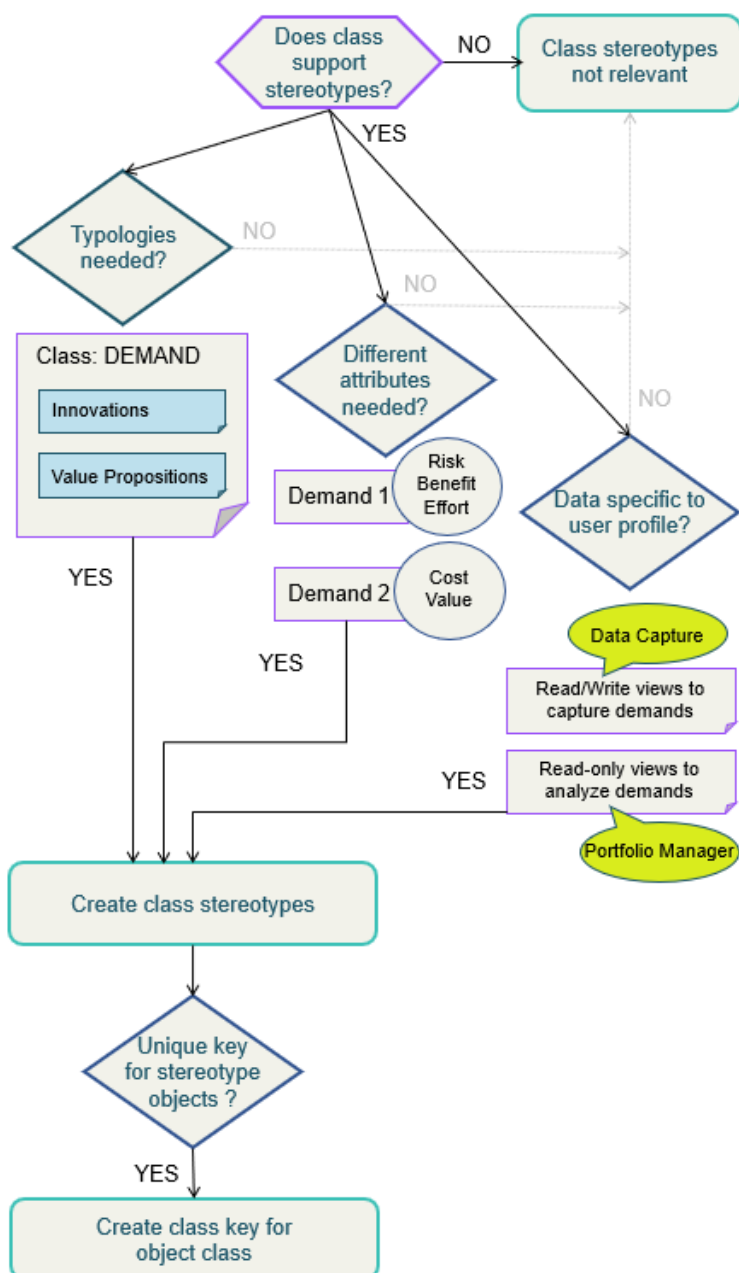 Does class
support
stereotypes?
NO
Class stereotypes
not relevant
YES
Typologies
needed?
NO
NO
Different
attributes
needed?
NO
Class: DEMAND
Innovations
Value Propositions
Data specific to
user profile?
Demand 1
Risk
Benefit
Effort
Demand 2
Cost
Value
YES
YES
Data Capture
Read/Write views to
capture demands
YES
Read-only views to
analyze demands
Portfolio Manager
Create class stereotypes
Unique key
for stereotype
objects ?
YES
Create class key for
object class